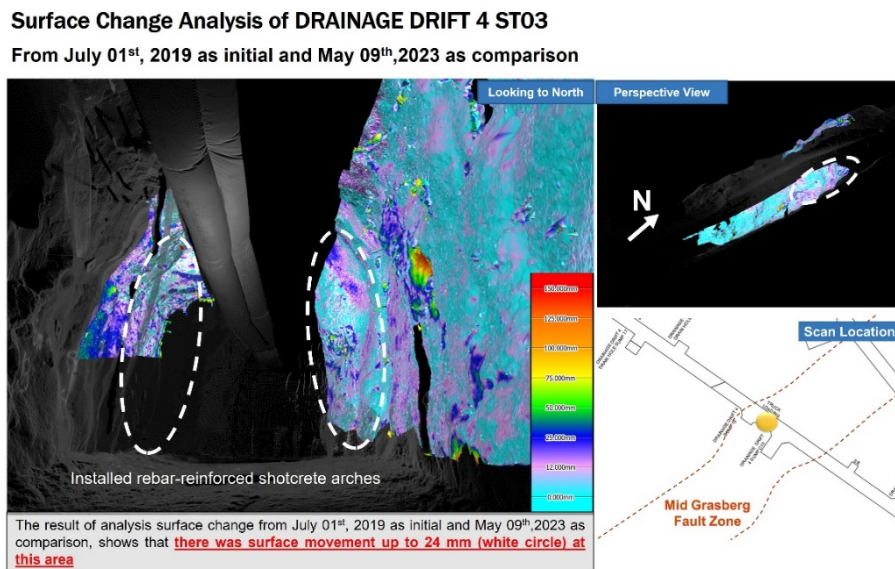 Surface Change Analysis of DRAINAGE DRIFT 4 ST03
From July 01st, 2019 as initial and May 09th,2023 as comparison
Looking to North
Perspective View
N
150.000mm
125.000mm
100.000mm
75.000mm
50.000mm
25.000mm
12.000mm
0.000mm
Installed rebar-reinforced shotcrete arches
Scan Location
Mid Grasberg
Fault Zone
The result of analysis surface change from July 01st, 2019 as initial and May 09th,2023 as
comparison, shows that there was surface movement up to 24 mm (white circle) at
this area